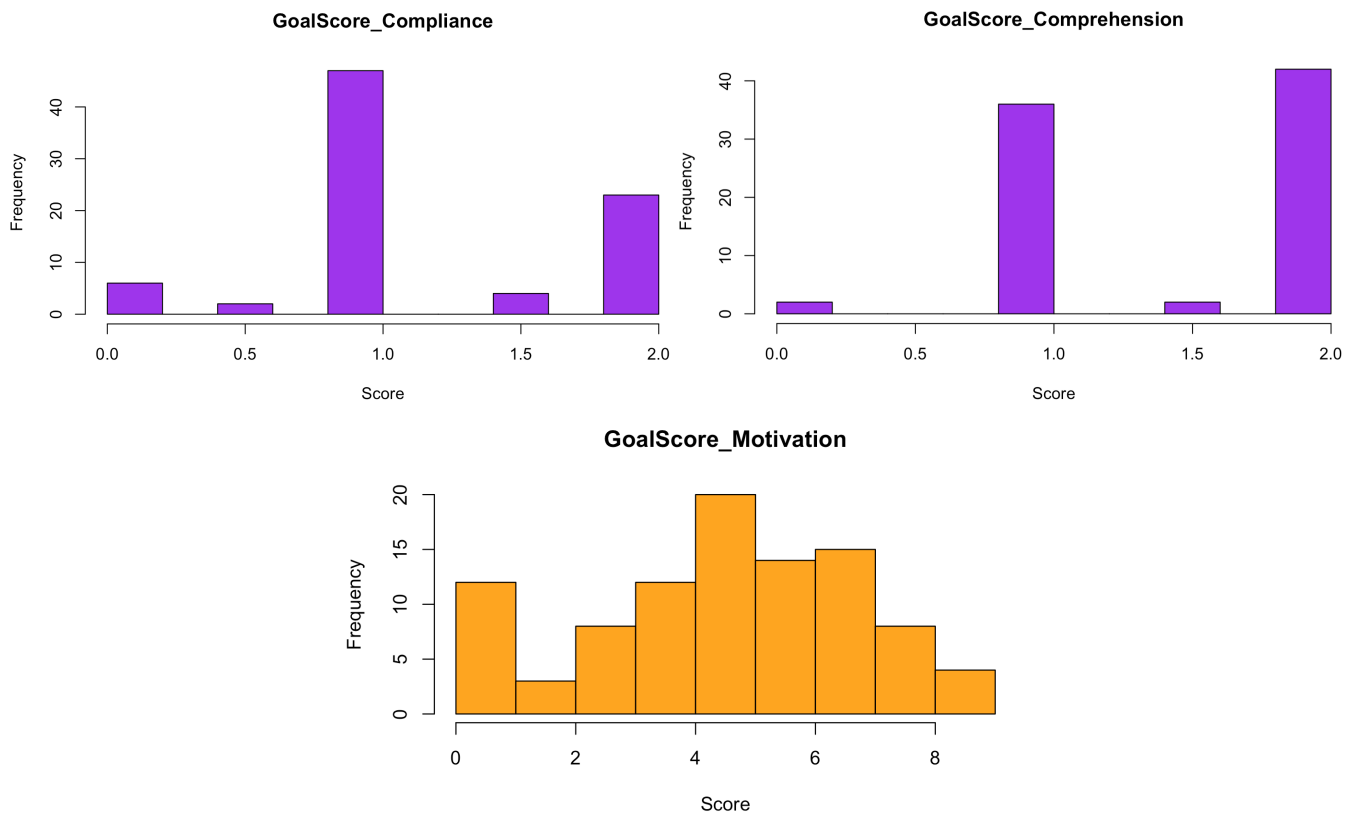 GoalScore_Compliance
Frequency
40
30
20
10
0
0.0 0.5 1.0 1.5 2.0
Score
GoalScore_Comprehension
Frequency
40
30
20
10
0
0.0 0.5 1.0 1.5 2.0
Score
GoalScore_Motivation
Frequency
20
15
10
5
0
0 2 4 6 8
Score